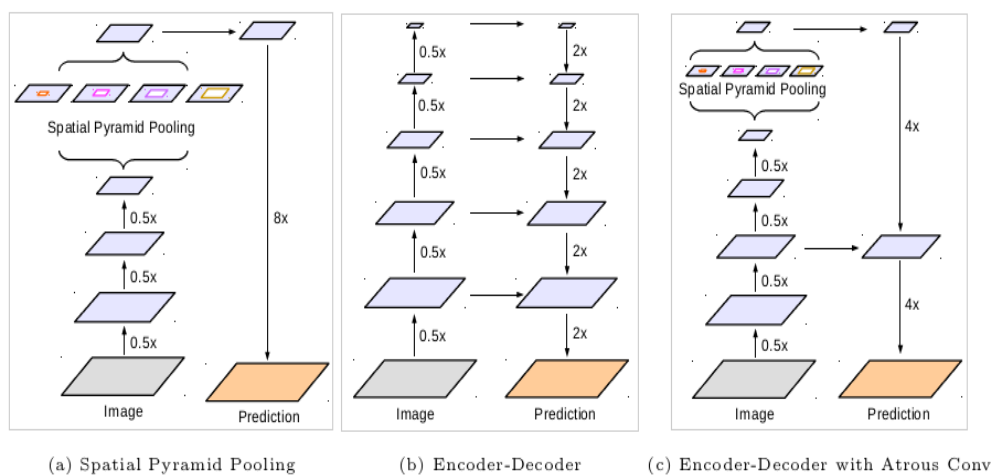 Spatial Pyramid Pooling
0.5x
0.5x
0.5x
8x
Image
Prediction
0.5x
2x
0.5x
2x
0.5x
2x
0.5x
2x
0.5x
2x
Image
Prediction
Spatial Pyramid Pooling
4x
0.5x
0.5x
0.5x
4x
0.5x
Image
Prediction
(a) Spatial Pyramid Pooling
(b) Encoder-Decoder
(c) Encoder-Decoder with Atrous Conv